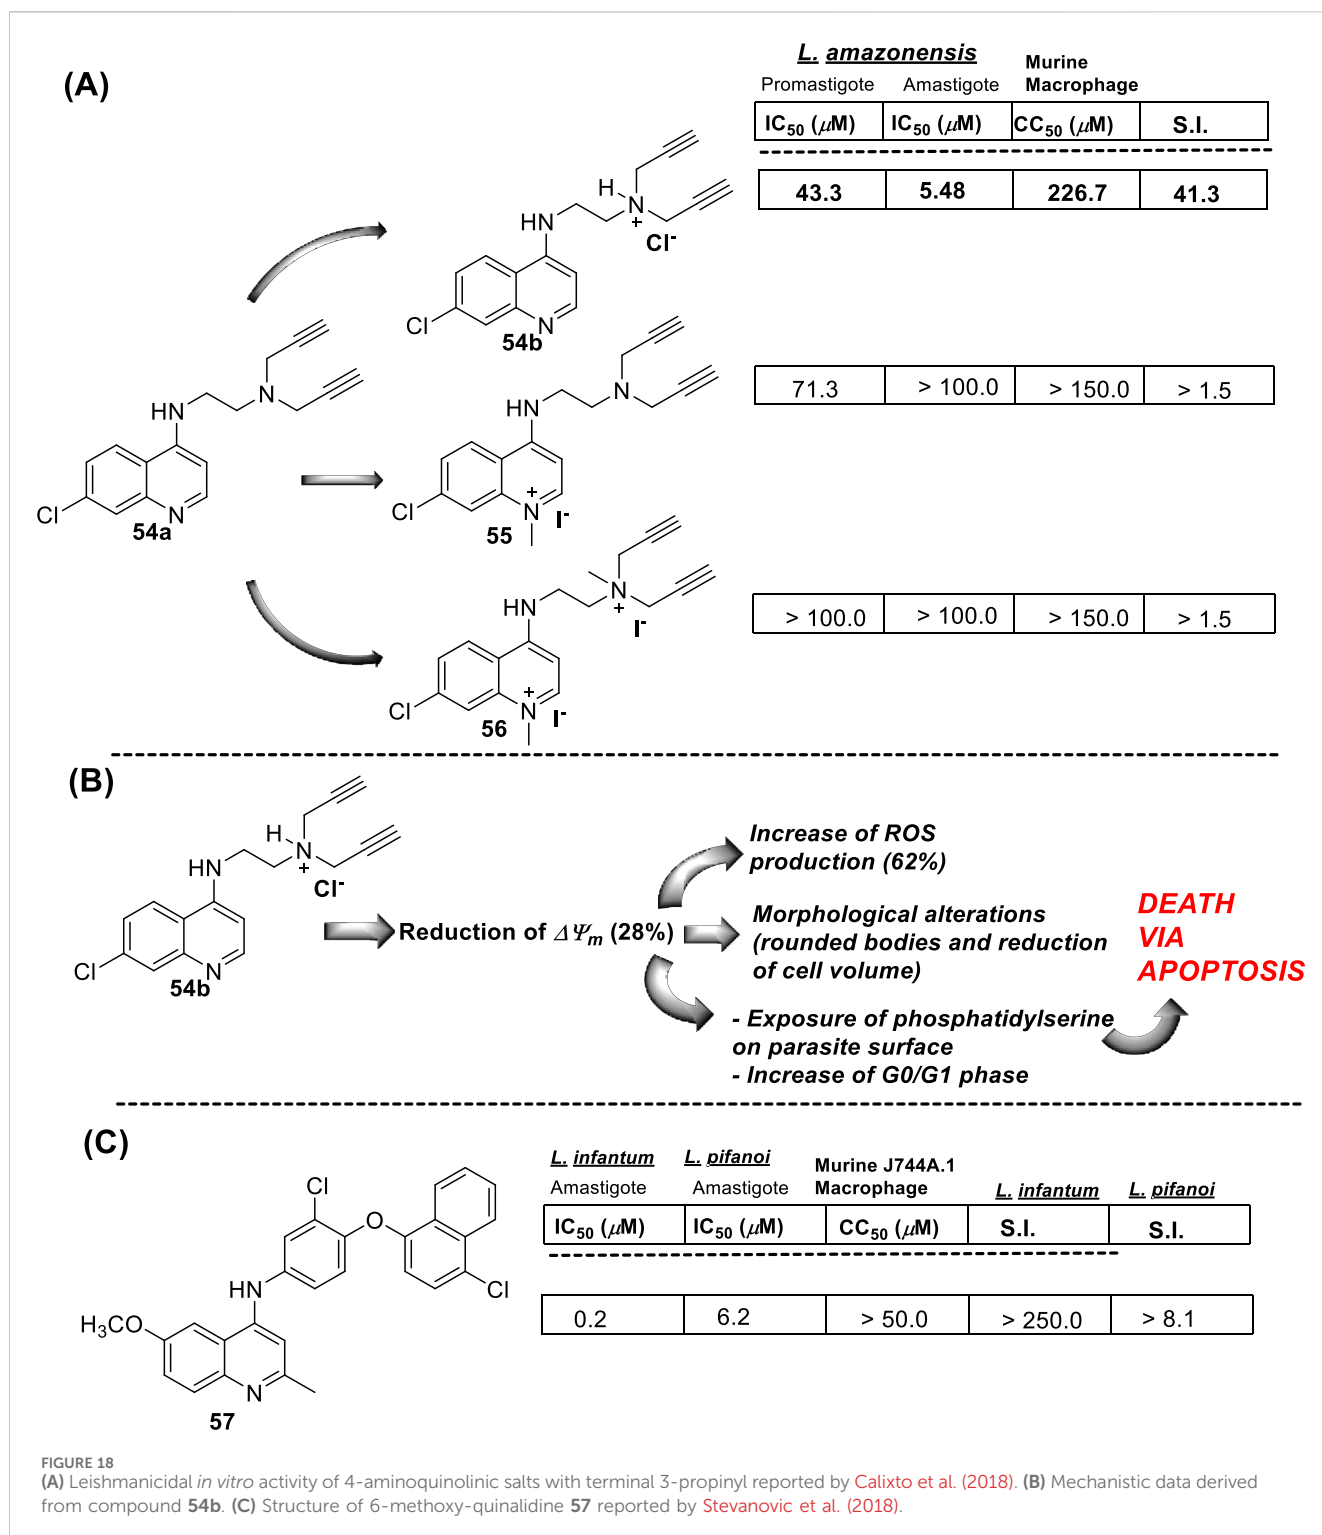 (A)
L. amazonensis
Murine
Macrophage
Promastigote Amastigote
IC50 (μM) IC50 (μM) CC50 (μM) S.I.
43.3 5.48 226.7 41.3
H
N
+
HN
Cl-
Cl
N
54b
N
HN
Cl
N
54a
71.3 > 100.0 > 150.0 > 1.5
N
HN
Cl
+
N
I-
55
> 100.0 > 100.0 > 150.0 > 1.5
N
+
HN
I-
Cl
+
N
I-
56
(B)
H
N
+
HN
Cl-
Cl
N
54b
Reduction of ΔΨm (28%)
Increase of ROS
production (62%)
Morphological alterations
(rounded bodies and reduction
of cell volume)
- Exposure of phosphatidylserine
on parasite surface
- Increase of G0/G1 phase
DEATH
VIA
APOPTOSIS
(C)
L. infantum L. pifanoi Murine J744A.1
Amastigote Amastigote Macrophage L. infantum L. pifanoi
IC50 (μM) IC50 (μM) CC50 (μM) S.I. S.I.
0.2 6.2 > 50.0 > 250.0 > 8.1
Cl
O
Cl
HN
H3CO
N
57
FIGURE 18
(A) Leishmanicidal in vitro activity of 4-aminoquinolinic salts with terminal 3-propinyl reported by Calixto et al. (2018). (B) Mechanistic data derived
from compound 54b. (C) Structure of 6-methoxy-quinalidine 57 reported by Stevanovic et al. (2018).